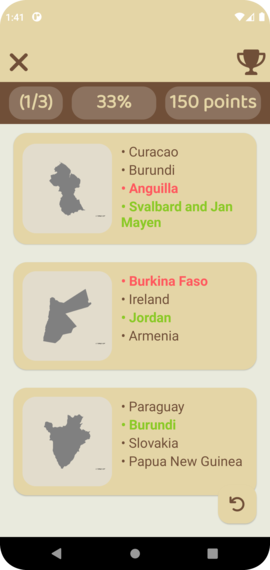 1:41
(1/3)
33%
150 points
• Curacao
• Burundi
• Anguilla
• Svalbard and Jan
Mayen
• Burkina Faso
• Ireland
• Jordan
• Armenia
• Paraguay
• Burundi
• Slovakia
• Papua New Guinea